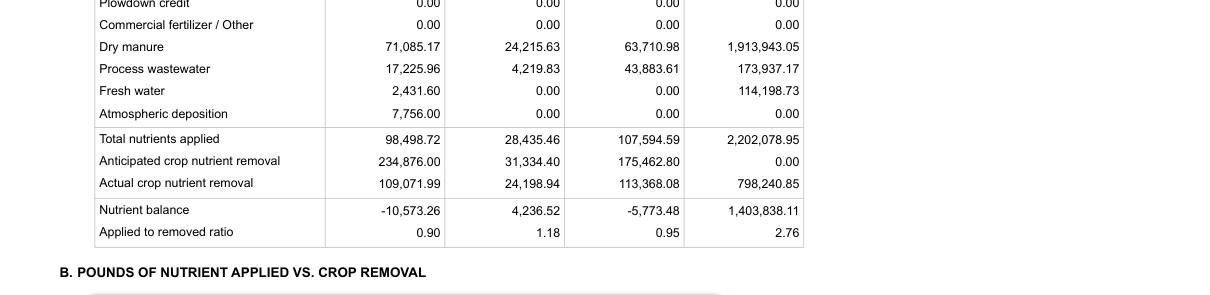 Plowdown credit 0.00 0.00 0.00 0.00
Commercial fertilizer / Other 0.00 0.00 0.00 0.00
Dry manure 71,085.17 24,215.63 63,710.98 1,913,943.05
Process wastewater 17,225.96 4,219.83 43,883.61 173,937.17
Fresh water 2,431.60 0.00 0.00 114,198.73
Atmospheric deposition 7,756.00 0.00 0.00 0.00
Total nutrients applied 98,498.72 28,435.46 107,594.59 2,202,078.95
Anticipated crop nutrient removal 234,876.00 31,334.40 175,462.80 0.00
Actual crop nutrient removal 109,071.99 24,198.94 113,368.08 798,240.85
Nutrient balance -10,573.26 4,236.52 -5,773.48 1,403,838.11
Applied to removed ratio 0.90 1.18 0.95 2.76
B. POUNDS OF NUTRIENT APPLIED VS. CROP REMOVAL